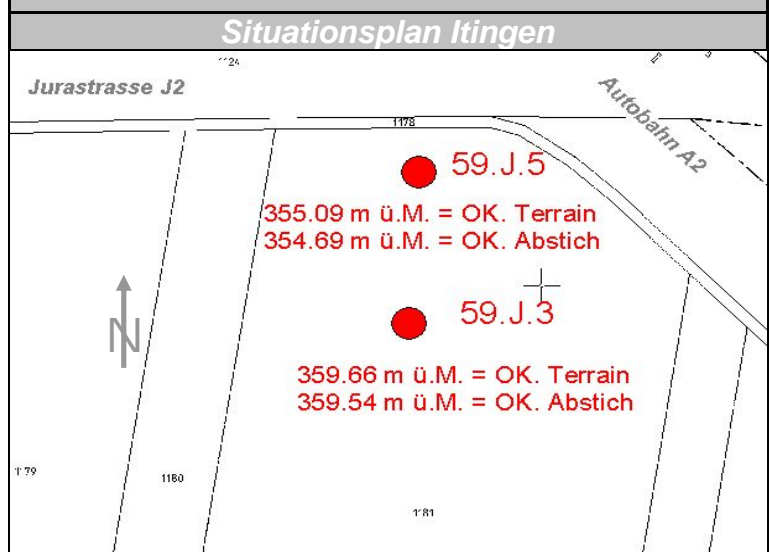 Situationsplan Itingen
1124
Jurastrasse J2
Autobahn A2
1178
59.J.5
355.09 m ü.M. = OK. Terrain
354.69 m ü.M. = OK. Abstich
N
59.J.3
359.66 m ü.M. = OK. Terrain
359.54 m ü.M. = OK. Abstich
1179
1180
1181